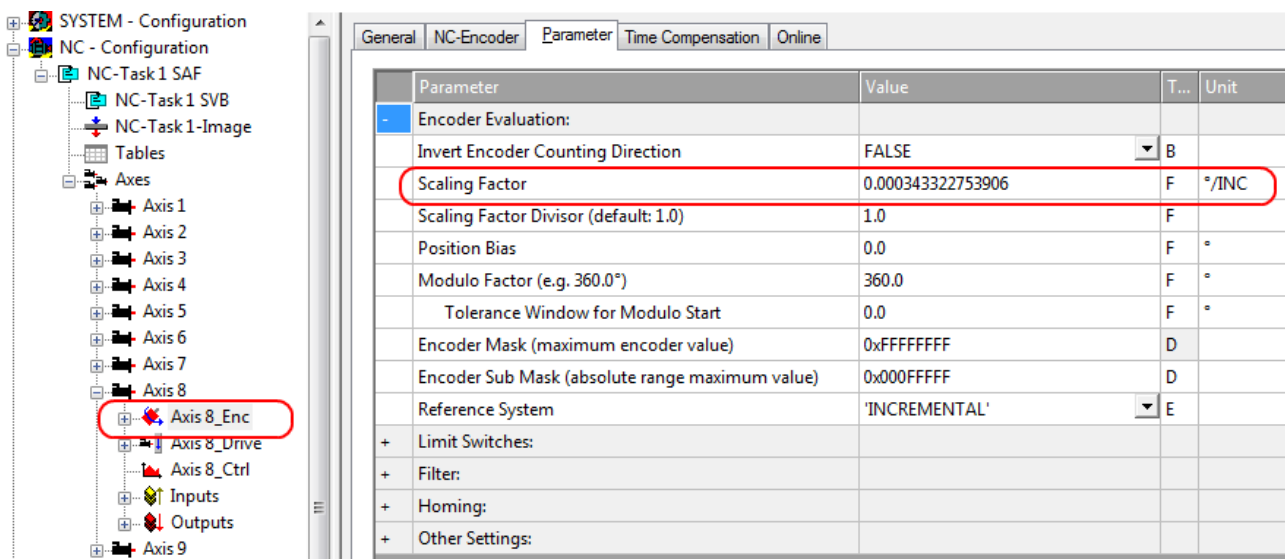 SYSTEM - Configuration
NC - Configuration
NC-Task 1 SAF
NC-Task 1 SVB
NC-Task 1-Image
Tables
Axes
Axis 1
Axis 2
Axis 3
Axis 4
Axis 5
Axis 6
Axis 7
Axis 8
Axis 8_Enc
Axis 8_Drive
Axis 8_Ctrl
Inputs
Outputs
Axis 9
General NC-Encoder Parameter Time Compensation Online
Parameter Value T... Unit
- Encoder Evaluation:
Invert Encoder Counting Direction FALSE B
Scaling Factor 0.000343322753906 F °/INC
Scaling Factor Divisor (default: 1.0) 1.0 F
Position Bias 0.0 F °
Modulo Factor (e.g. 360.0°) 360.0 F °
Tolerance Window for Modulo Start 0.0 F °
Encoder Mask (maximum encoder value) 0xFFFFFFFF D
Encoder Sub Mask (absolute range maximum value) 0x000FFFFF D
Reference System 'INCREMENTAL' E
+ Limit Switches:
+ Filter:
+ Homing:
+ Other Settings: